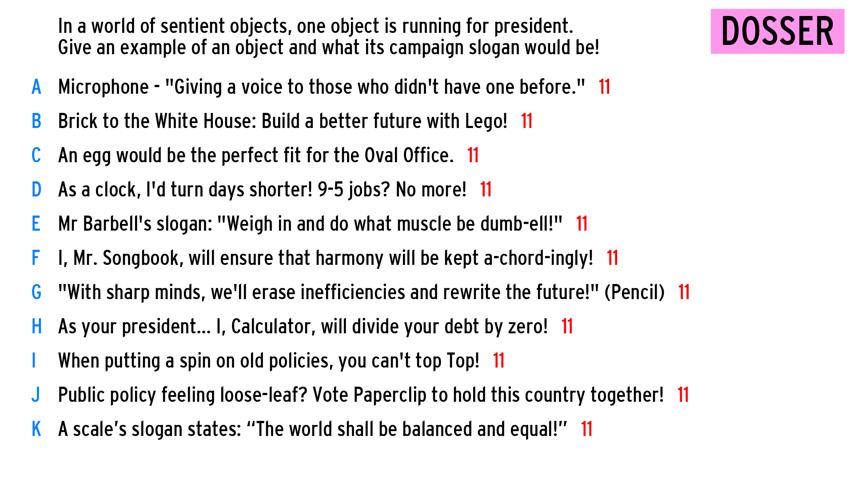 In a world of sentient objects, one object is running for president.
Give an example of an object and what its campaign slogan would be!
DOSSER
A Microphone - "Giving a voice to those who didn't have one before." 11
B Brick to the White House: Build a better future with Lego! 11
C An egg would be the perfect fit for the Oval Office. 11
D As a clock, I'd turn days shorter! 9-5 jobs? No more! 11
E Mr Barbell's slogan: "Weigh in and do what muscle be dumb-ell!" 11
F I, Mr. Songbook, will ensure that harmony will be kept a-chord-ingly! 11
G "With sharp minds, we'll erase inefficiencies and rewrite the future!" (Pencil) 11
H As your president... I, Calculator, will divide your debt by zero! 11
I When putting a spin on old policies, you can't top Top! 11
J Public policy feeling loose-leaf? Vote Paperclip to hold this country together! 11
K A scale’s slogan states: “The world shall be balanced and equal!” 11